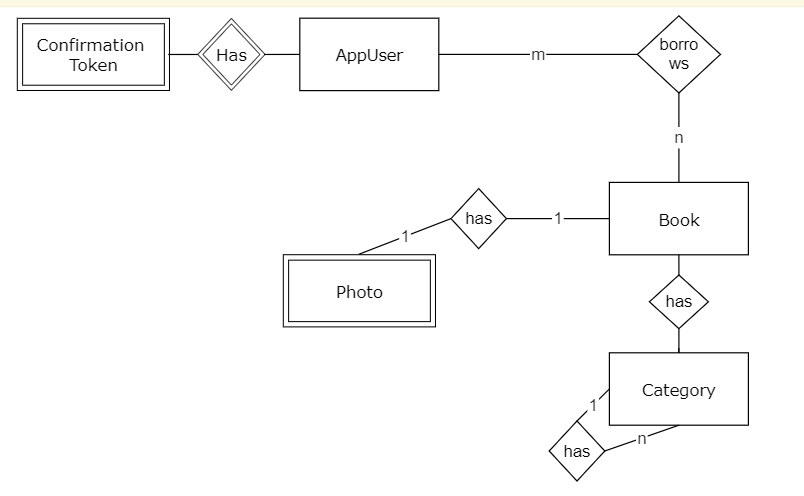 Confirmation
Token
Has
AppUser
m
borro
ws
n
has
1
1
Book
Photo
has
Category
1
n
has